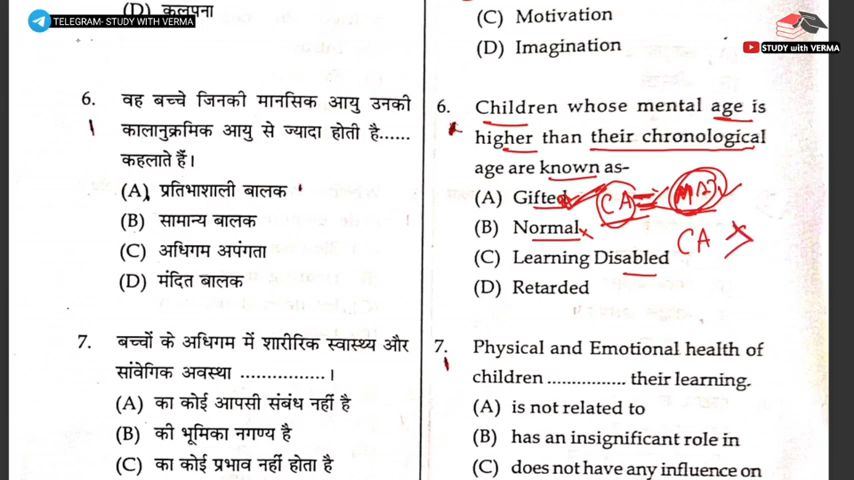 (D) कल्पना
TELEGRAM- STUDY WITH VERMA
6. वह बच्चे जिनकी मानसिक आयु उनकी
कालानुक्रमिक आयु से ज्यादा होती है......
कहलाते हैं।
(A) प्रतिभाशाली बालक
(B) सामान्य बालक
(C) अधिगम अपंगता
(D) मंदित बालक
7. बच्चों के अधिगम में शारीरिक स्वास्थ्य और
सांवेगिक अवस्था ................ ।
(A) का कोई आपसी संबंध नहीं है
(B) की भूमिका नगण्य है
(C) का कोई प्रभाव नहीं होता है
(C) Motivation
(D) Imagination
STUDY with VERMA
6. Children whose mental age is
higher than their chronological
age are known as-
(A) Gifted
CA = MA
(B) Normal
CA
(C) Learning Disabled
(D) Retarded
7. Physical and Emotional health of
children ................ their learning.
(A) is not related to
(B) has an insignificant role in
(C) does not have any influence on